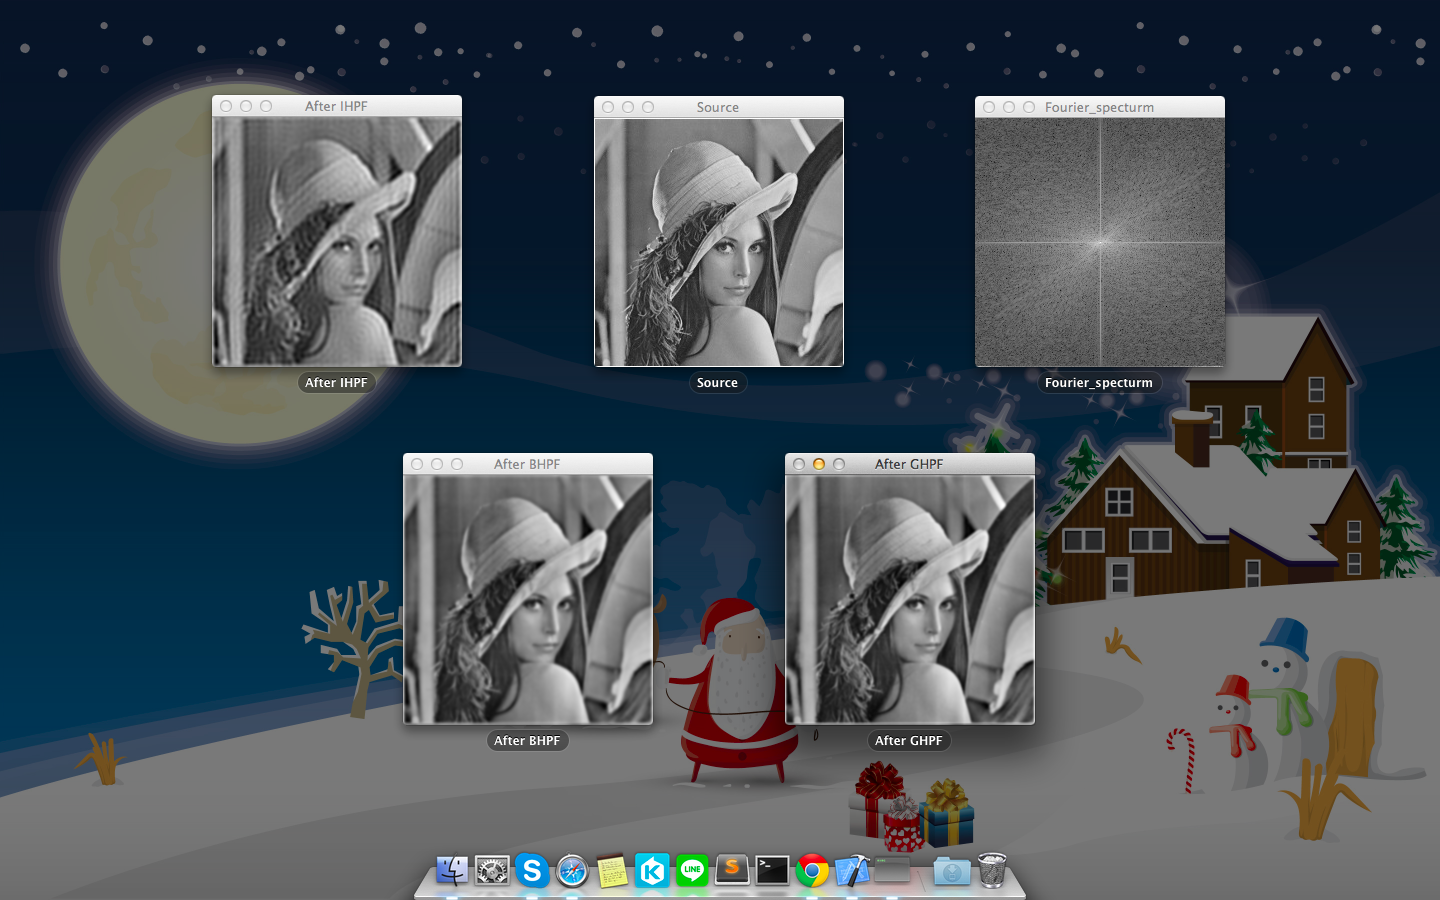 After IHPF
Source
Fourier_specturm
After IHPF
Source
Fourier_specturm
After BHPF
After GHPF
After BHPF
After GHPF
LINE